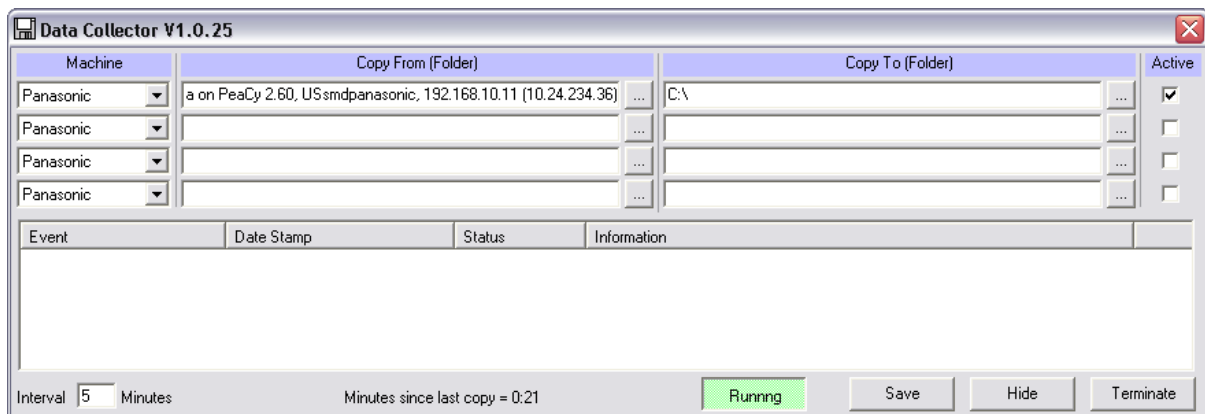 Data Collector V1.0.25
Machine Copy From (Folder) Copy To (Folder) Active
Panasonic a on PeaCy 2.60, USsmdpanasonic, 192.168.10.11 (10.24.234.36) ... C:\ ...
Panasonic ... ...
Panasonic ... ...
Panasonic ... ...
Event Date Stamp Status Information
Interval 5 Minutes Minutes since last copy = 0:21 Runnng Save Hide Terminate